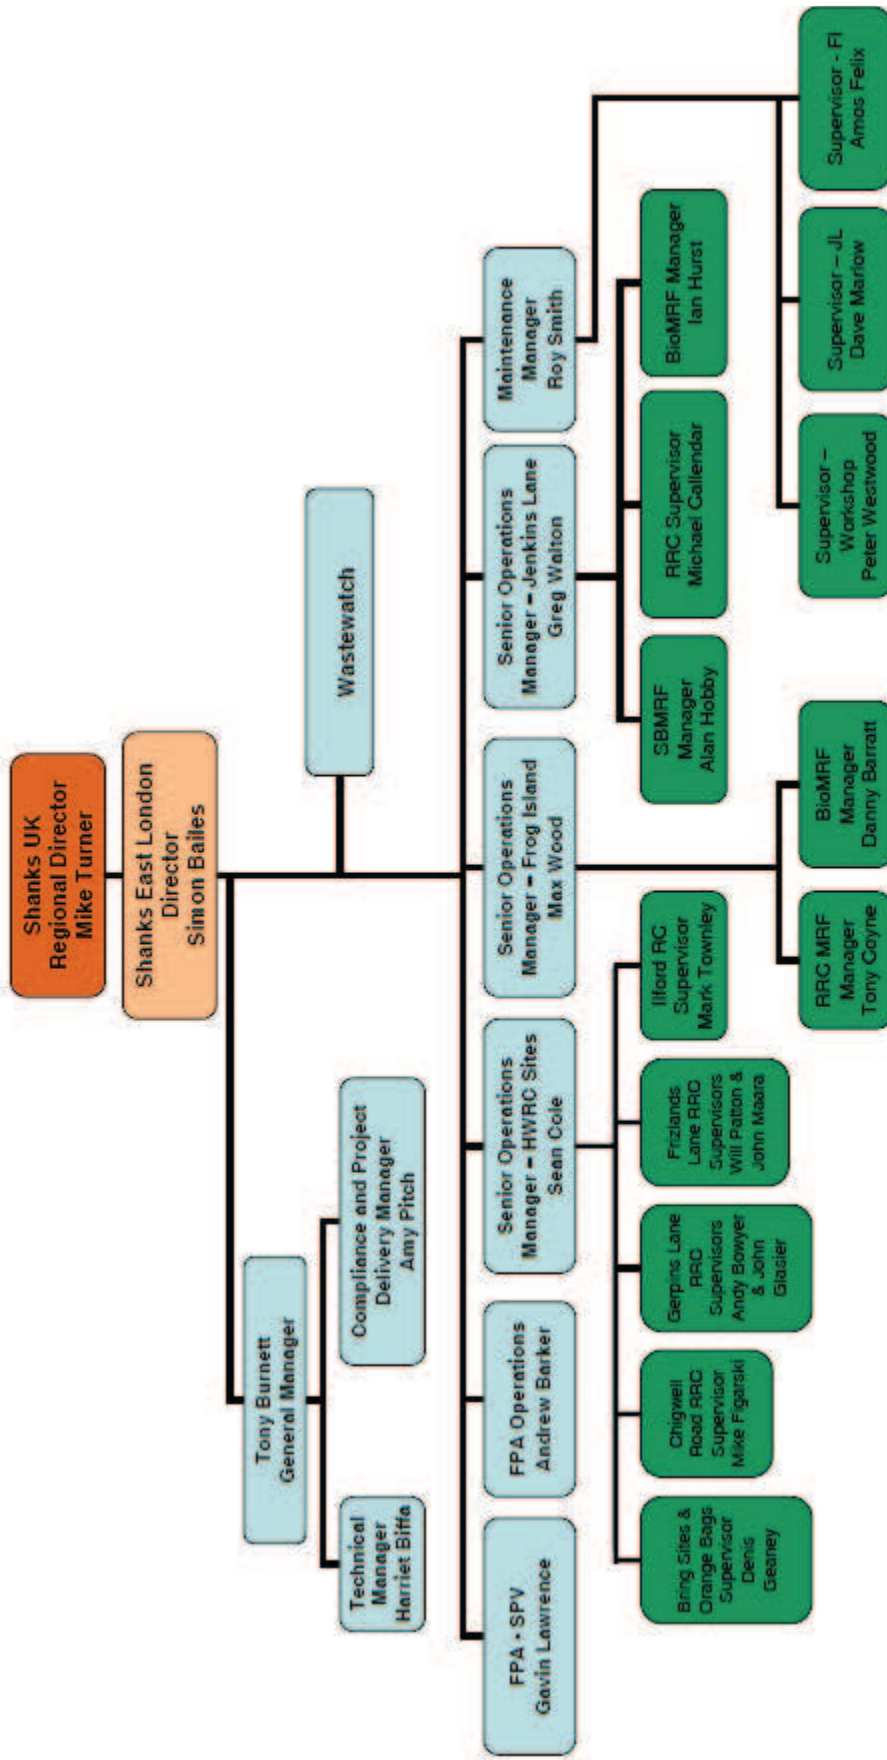 Shanks UK
Regional Director
Mike Turner
Shanks East London
Director
Simon Bailes
Tony Burnett
General Manager
Wastewatch
Technical
Manager
Harriet Biffa
Compliance and Project
Delivery Manager
Amy Pitch
FPA - SPV
Gavin Lawrence
FPA Operations
Andrew Barker
Senior Operations
Manager – HWRC Sites
Sean Cole
Senior Operations
Manager – Frog Island
Max Wood
Senior Operations
Manager – Jenkins Lane
Greg Walton
Maintenance
Manager
Roy Smith
Bring Sites &
Orange Bags
Supervisor
Denis
Geaney
Chigwell
Road RRC
Supervisor
Mike Figarski
Gerpins Lane
RRC
Supervisors
Andy Bowyer
& John
Glasier
Frizlands
Lane RRC
Supervisors
Will Patton &
John Maara
Ilford RC
Supervisor
Mark Townley
SBMRF
Manager
Alan Hobby
RRC Supervisor
Michael Callendar
BioMRF Manager
Ian Hurst
RRC MRF
Manager
Tony Coyne
BioMRF
Manager
Danny Barratt
Supervisor –
Workshop
Peter Westwood
Supervisor – JL
Dave Marlow
Supervisor - FI
Amos Felix